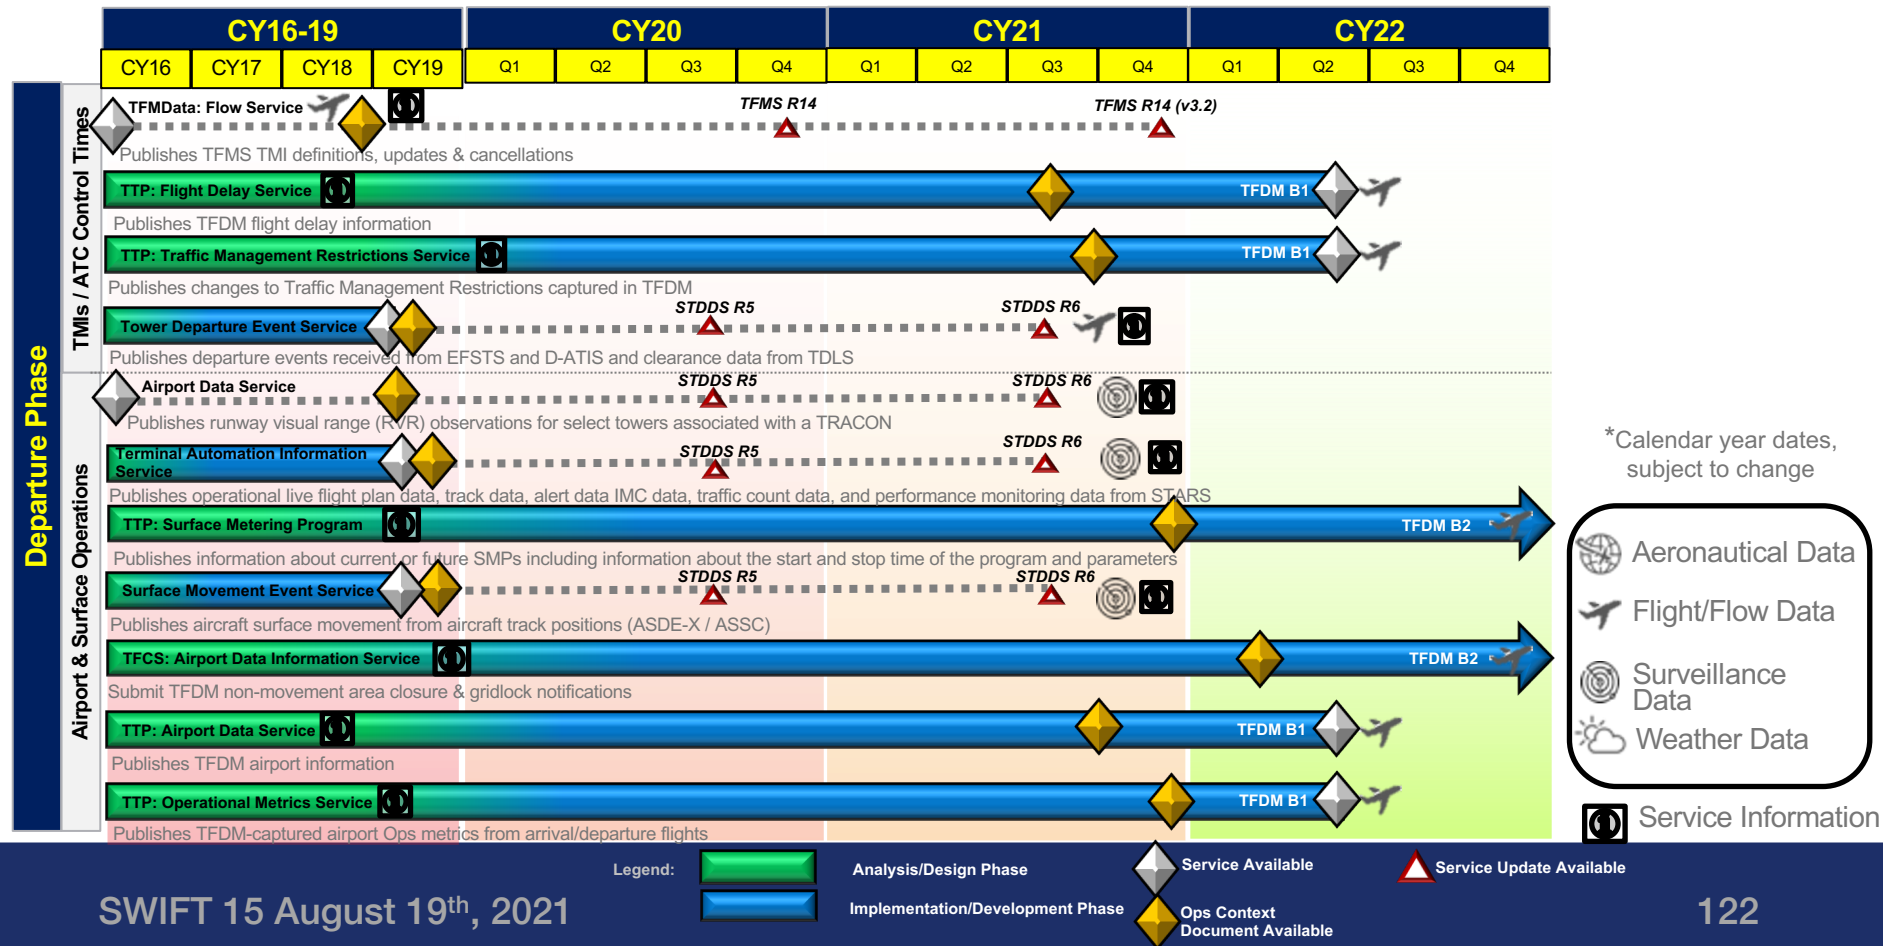 CY16-19 CY20 CY21 CY22
CY16 CY17 CY18 CY19 Q1 Q2 Q3 Q4 Q1 Q2 Q3 Q4 Q1 Q2 Q3 Q4
Departure Phase
TMIs / ATC Control Times
TFMData: Flow Service
TFMS R14
TFMS R14 (v3.2)
Publishes TFMS TMI definitions, updates & cancellations
TTP: Flight Delay Service
TFDM B1
Publishes TFDM flight delay information
TTP: Traffic Management Restrictions Service
TFDM B1
Publishes changes to Traffic Management Restrictions captured in TFDM
Tower Departure Event Service
STDDS R5
STDDS R6
Publishes departure events received from EFSTS and D-ATIS and clearance data from TDLS
Airport & Surface Operations
Airport Data Service
STDDS R5
STDDS R6
Publishes runway visual range (RVR) observations for select towers associated with a TRACON
Terminal Automation Information
Service
STDDS R5
STDDS R6
Publishes operational live flight plan data, track data, alert data IMC data, traffic count data, and performance monitoring data from STARS
TTP: Surface Metering Program
TFDM B2
Publishes information about current or future SMPs including information about the start and stop time of the program and parameters
Surface Movement Event Service
STDDS R5
STDDS R6
Publishes aircraft surface movement from aircraft track positions (ASDE-X / ASSC)
TFCS: Airport Data Information Service
TFDM B2
Submit TFDM non-movement area closure & gridlock notifications
TTP: Airport Data Service
TFDM B1
Publishes TFDM airport information
TTP: Operational Metrics Service
TFDM B1
Publishes TFDM-captured airport Ops metrics from arrival/departure flights
*Calendar year dates,
subject to change
Aeronautical Data
Flight/Flow Data
Surveillance
Data
Weather Data
Service Information
Legend:
Analysis/Design Phase
Implementation/Development Phase
Service Available
Ops Context
Document Available
Service Update Available
SWIFT 15 August 19th, 2021
122